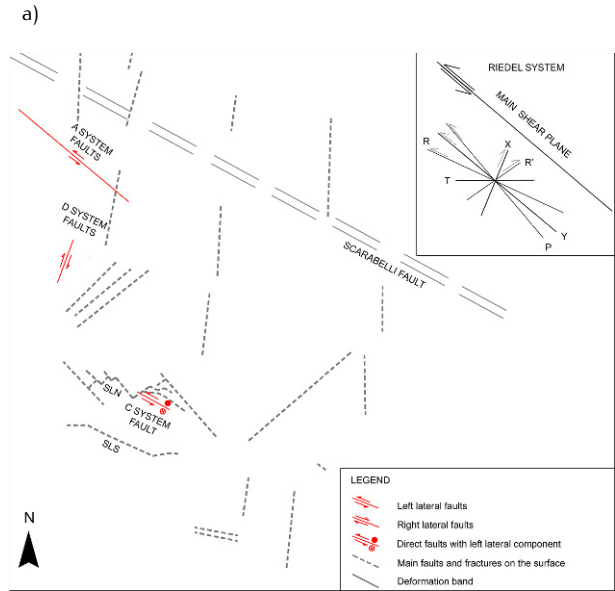 a)
RIEDEL SYSTEM
MAIN SHEAR PLANE
R
X
R'
T
Y
P
A SYSTEM
FAULTS
D SYSTEM
FAULTS
SCARABELLI FAULT
SLN
C SYSTEM
FAULT
SLS
N
LEGEND
Left lateral faults
Right lateral faults
Direct faults with left lateral component
Main faults and fractures on the surface
Deformation band